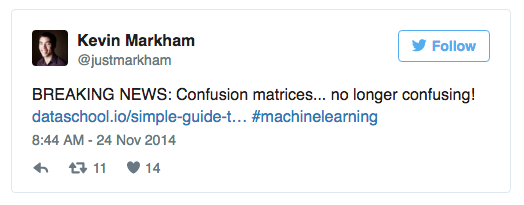 Kevin Markham
@justmarkham
Follow
BREAKING NEWS: Confusion matrices... no longer confusing!
dataschool.io/simple-guide-t… #machinelearning
8:44 AM - 24 Nov 2014
11 14